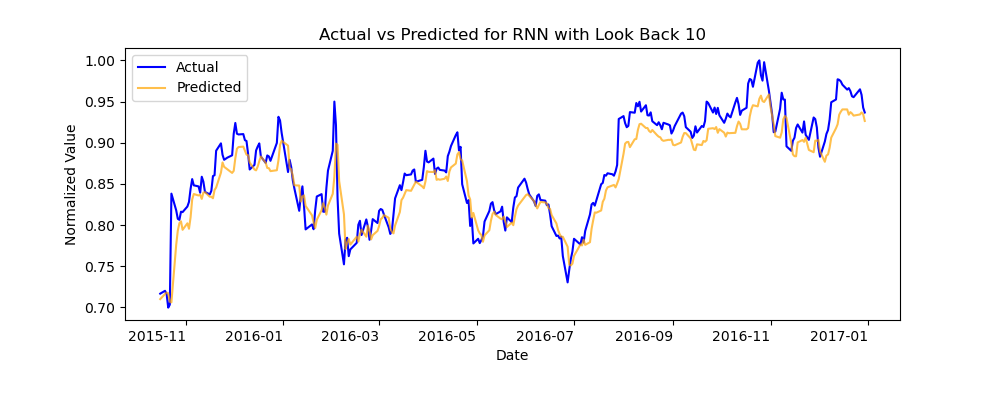 Actual vs Predicted for RNN with Look Back 10
Actual
Predicted
Normalized Value
1.00
0.95
0.90
0.85
0.80
0.75
0.70
2015-11 2016-01 2016-03 2016-05 2016-07 2016-09 2016-11 2017-01
Date